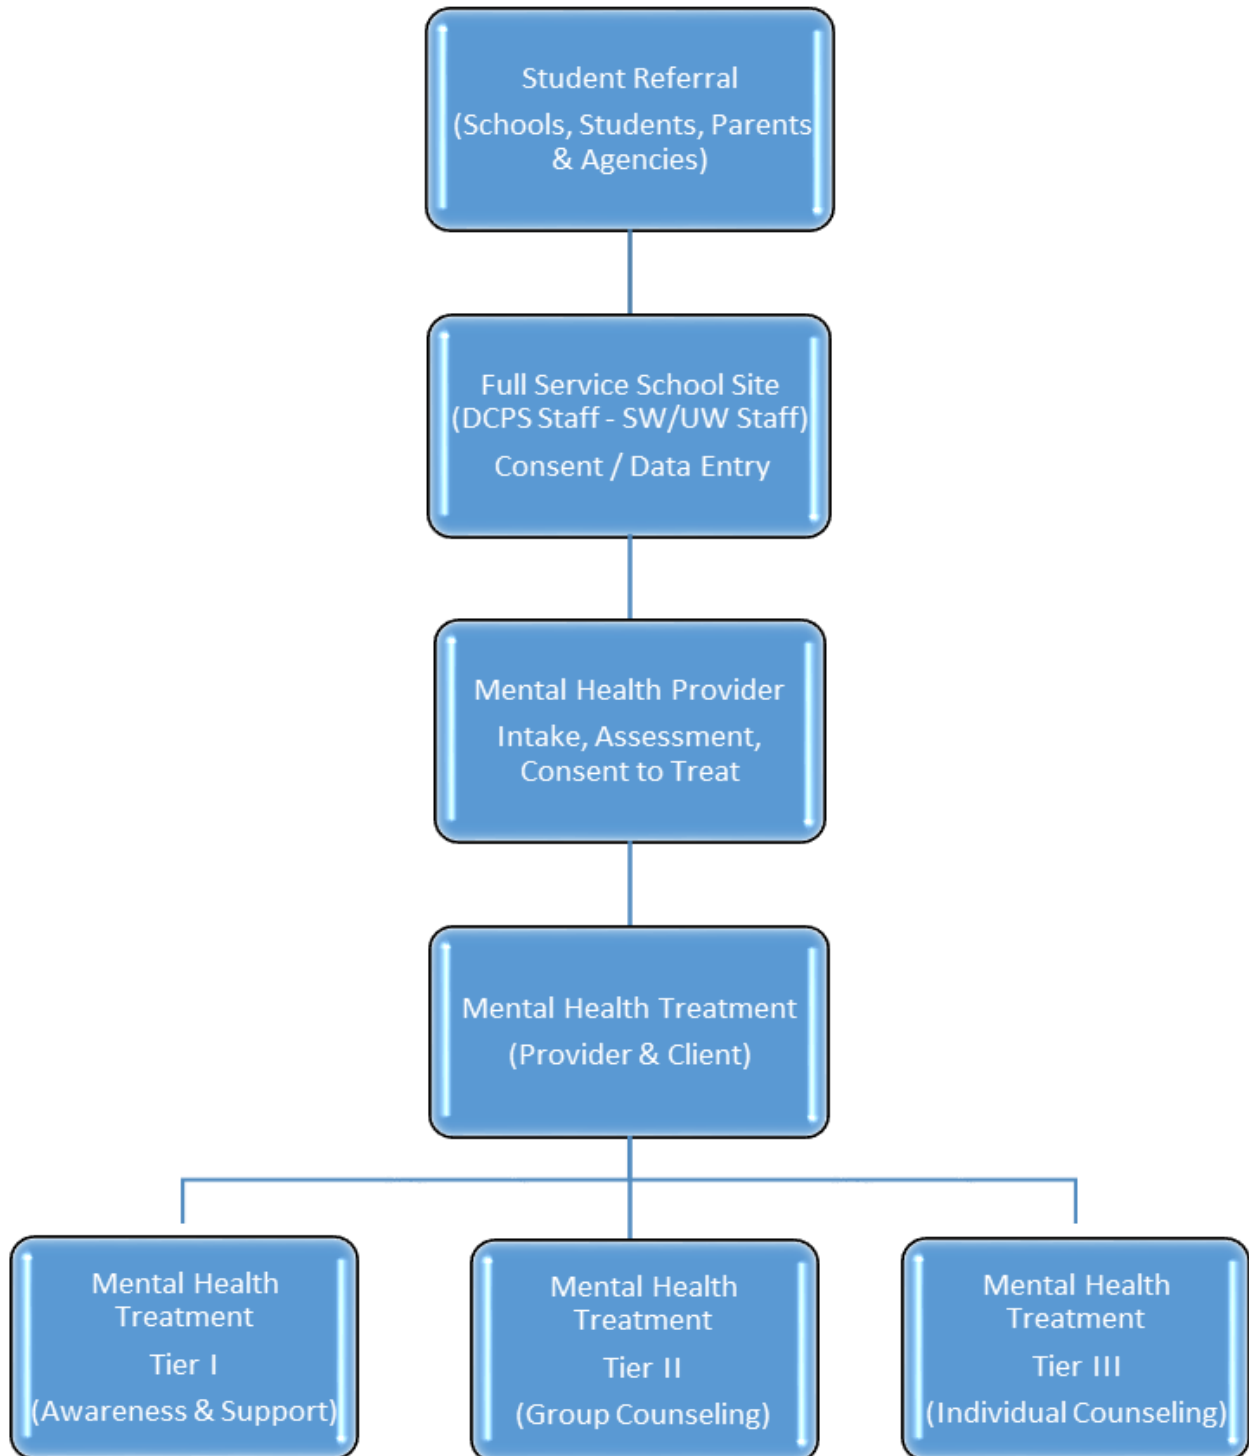 Student Referral
(Schools, Students, Parents
& Agencies)
Full Service School Site
(DCPS Staff - SW/UW Staff)
Consent / Data Entry
Mental Health Provider
Intake, Assessment,
Consent to Treat
Mental Health Treatment
(Provider & Client)
Mental Health
Treatment
Tier I
(Awareness & Support)
Mental Health
Treatment
Tier II
(Group Counseling)
Mental Health
Treatment
Tier III
(Individual Counseling)